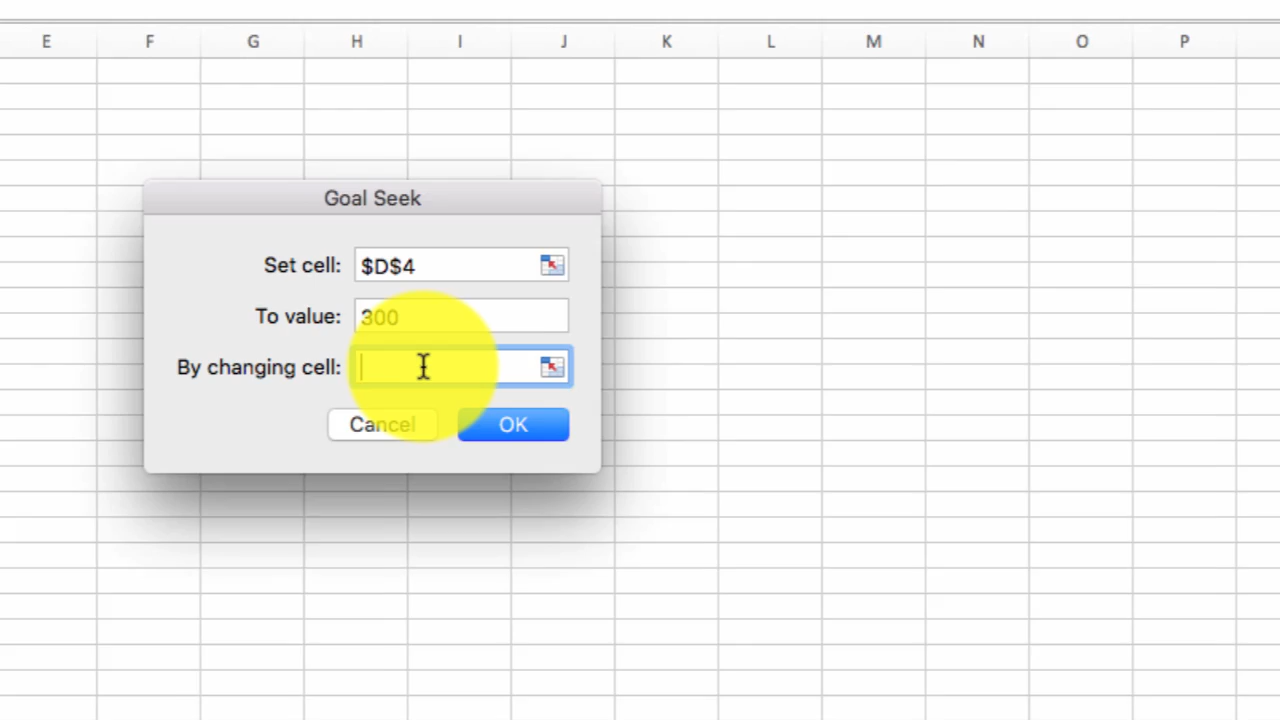 E F G H I J K L M N O P
Goal Seek
Set cell: $D$4
To value: 300
By changing cell:
Cancel OK